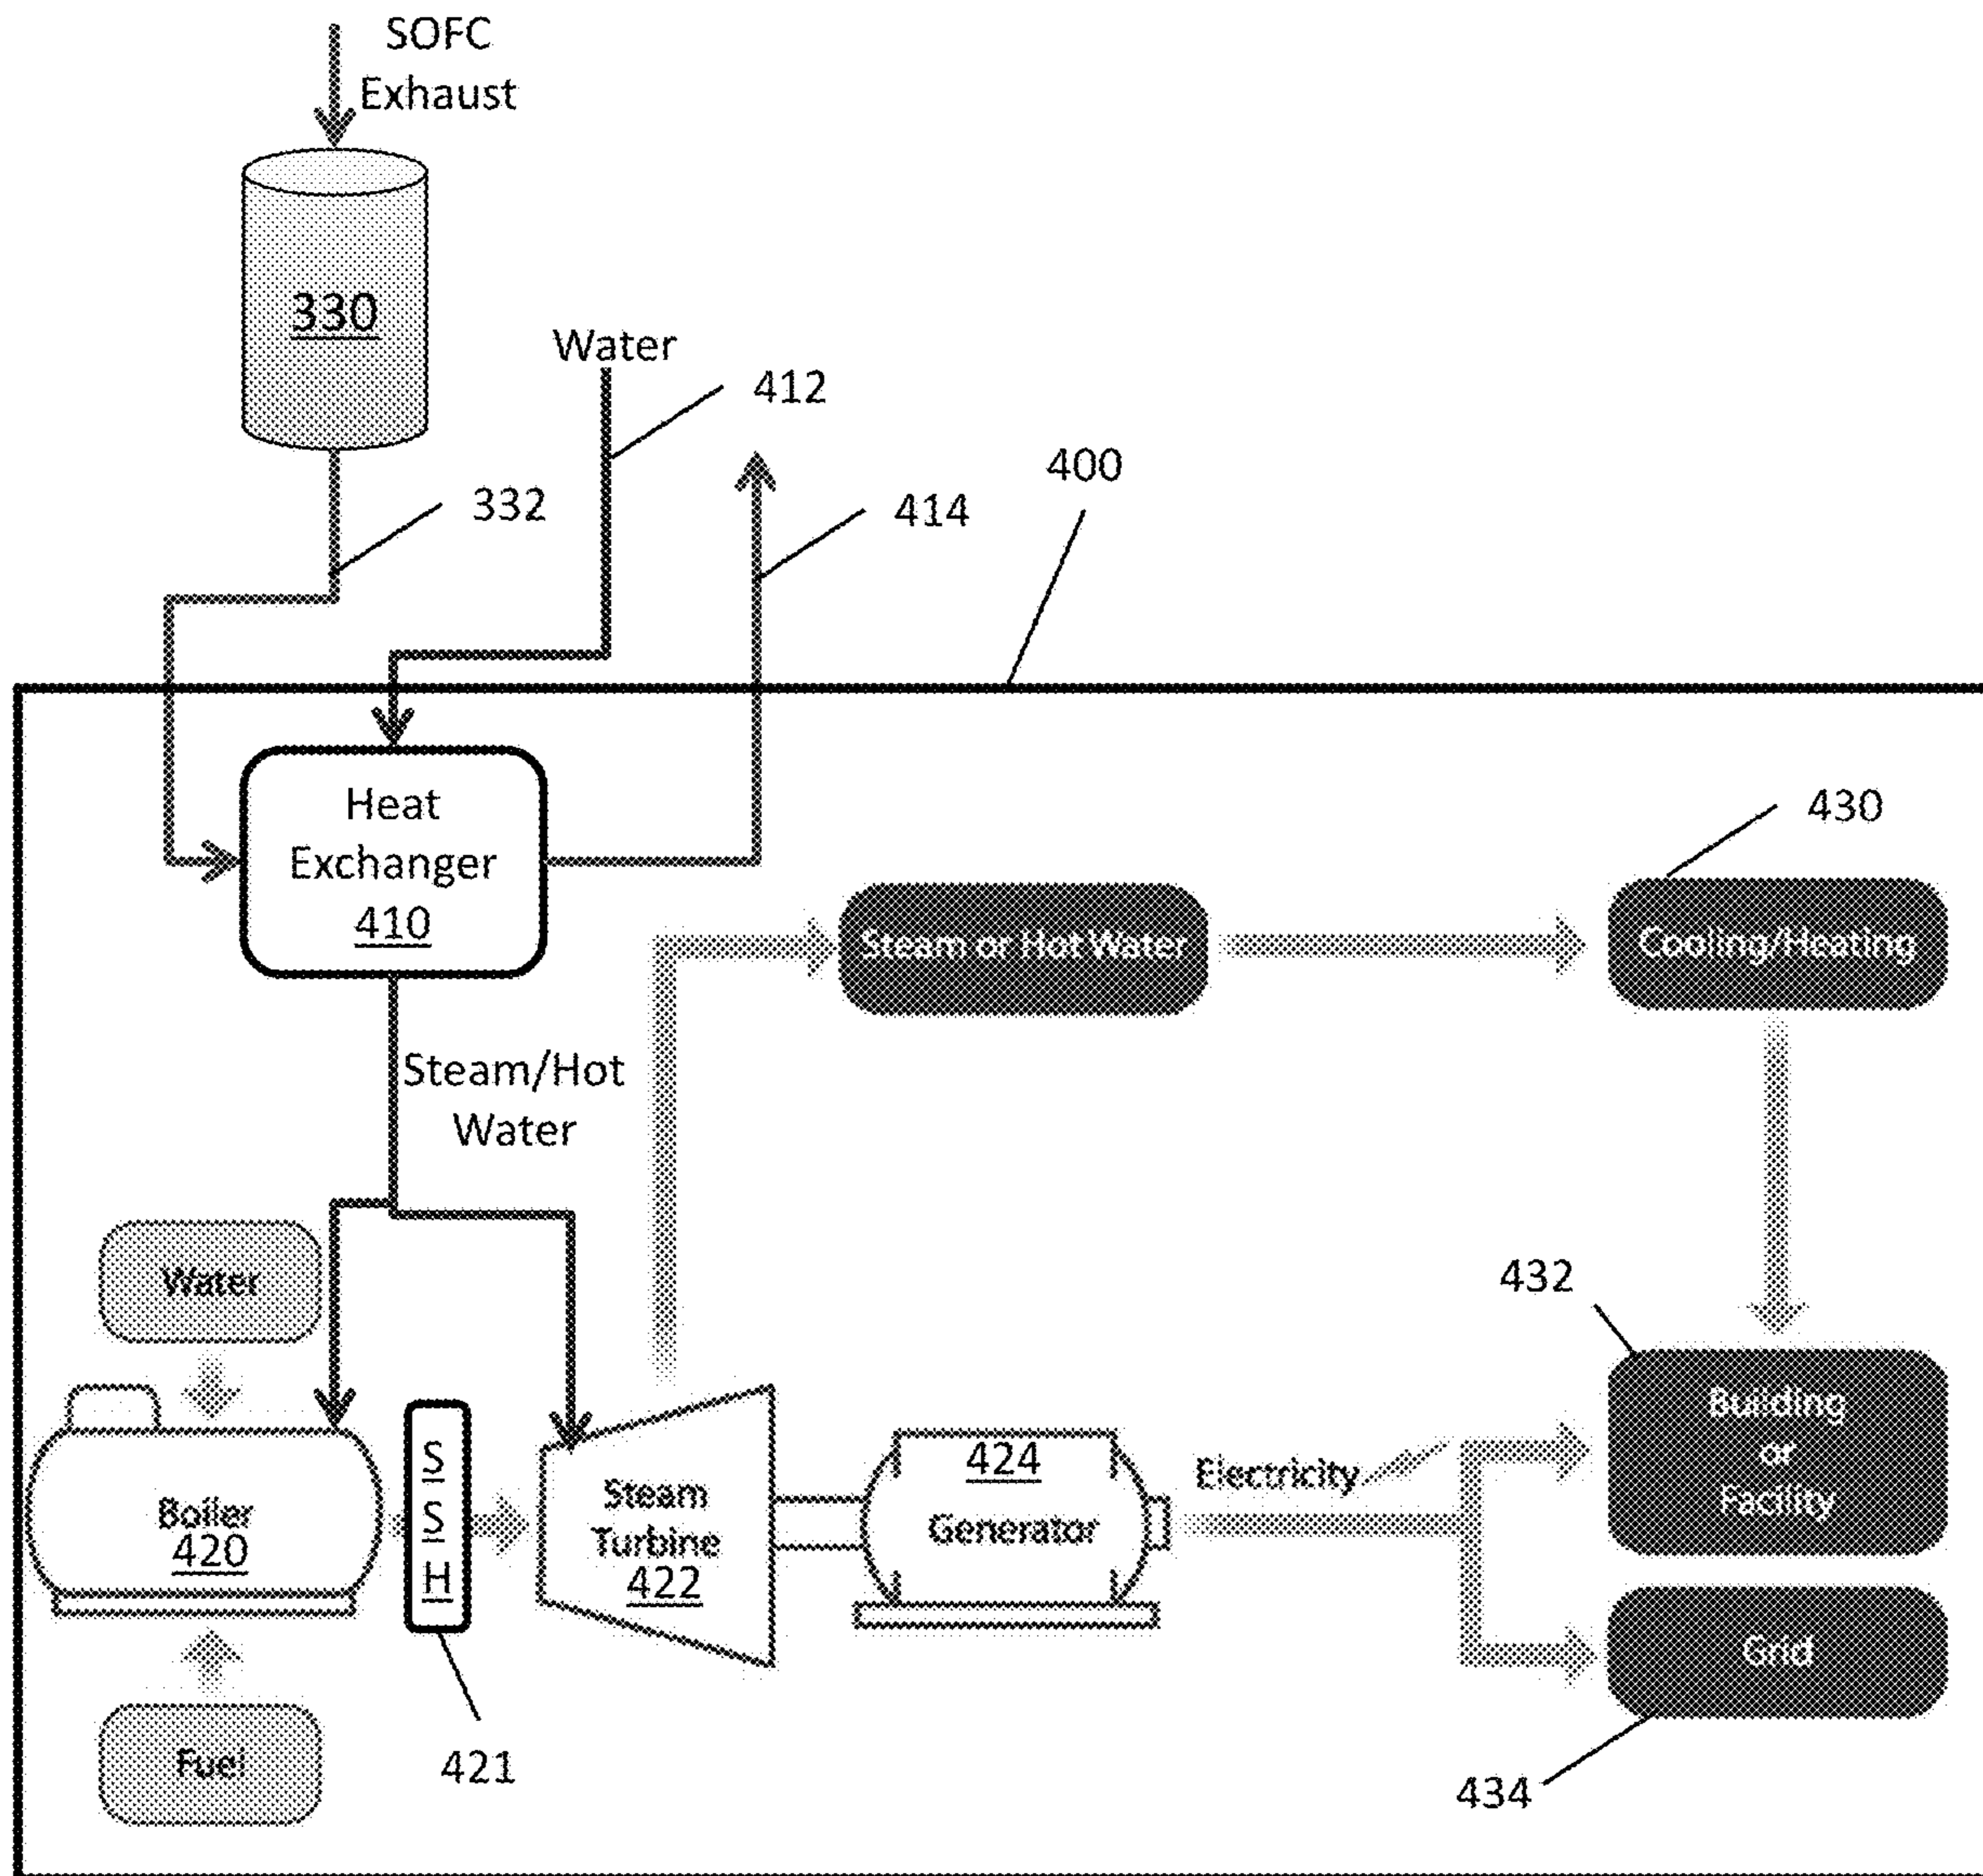 SOFC
Exhaust
330
Water
412
400
332
414
Heat
Exchanger
410
430
Steam or Hot Water
Cooling/Heating
Steam/Hot
Water
Water
432
Building
or
Facility
S
S
H
Steam
Turbine
422
424
Generator
Electricity
Boiler
420
Grid
Fuel
421
434